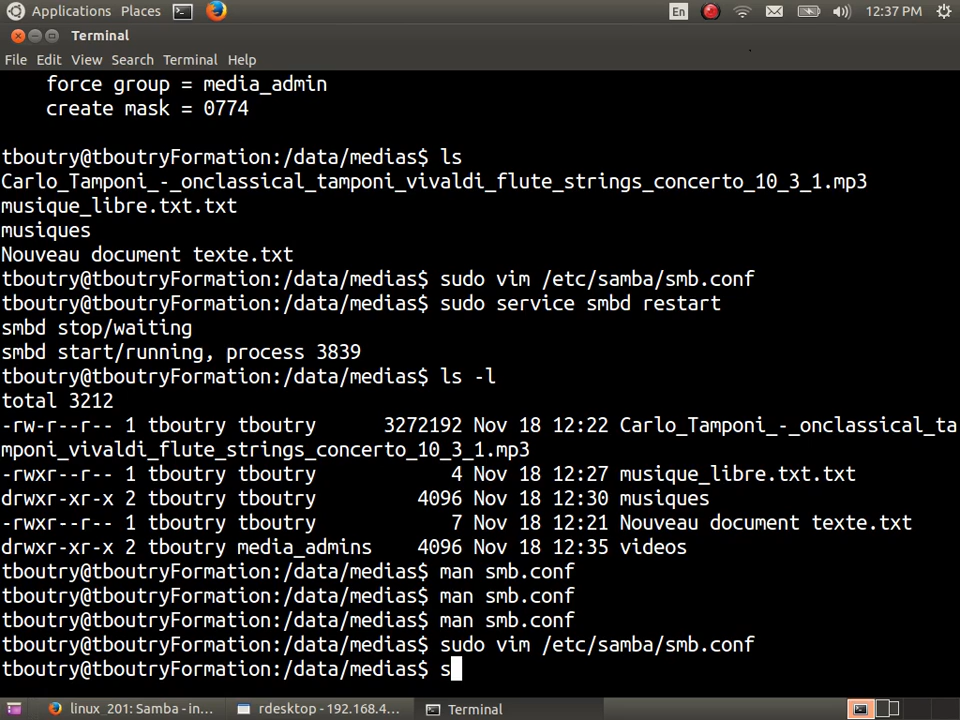 Applications Places En 12:37 PM
Terminal
File Edit View Search Terminal Help
force group = media_admin
create mask = 0774
tboutry@tboutryFormation:/data/medias$ ls
Carlo_Tamponi_-_onclassical_tamponi_vivaldi_flute_strings_concerto_10_3_1.mp3
musique_libre.txt.txt
musiques
Nouveau document texte.txt
tboutry@tboutryFormation:/data/medias$ sudo vim /etc/samba/smb.conf
tboutry@tboutryFormation:/data/medias$ sudo service smbd restart
smbd stop/waiting
smbd start/running, process 3839
tboutry@tboutryFormation:/data/medias$ ls -l
total 3212
-rw-r--r-- 1 tboutry tboutry 3272192 Nov 18 12:22 Carlo_Tamponi_-_onclassical_ta
mponi_vivaldi_flute_strings_concerto_10_3_1.mp3
-rwxr--r-- 1 tboutry tboutry 4 Nov 18 12:27 musique_libre.txt.txt
drwxr-xr-x 2 tboutry tboutry 4096 Nov 18 12:30 musiques
-rwxr--r-- 1 tboutry tboutry 7 Nov 18 12:21 Nouveau document texte.txt
drwxr-xr-x 2 tboutry media_admins 4096 Nov 18 12:35 videos
tboutry@tboutryFormation:/data/medias$ man smb.conf
tboutry@tboutryFormation:/data/medias$ man smb.conf
tboutry@tboutryFormation:/data/medias$ man smb.conf
tboutry@tboutryFormation:/data/medias$ sudo vim /etc/samba/smb.conf
tboutry@tboutryFormation:/data/medias$ s
linux_201: Samba - in... rdesktop - 192.168.4... Terminal